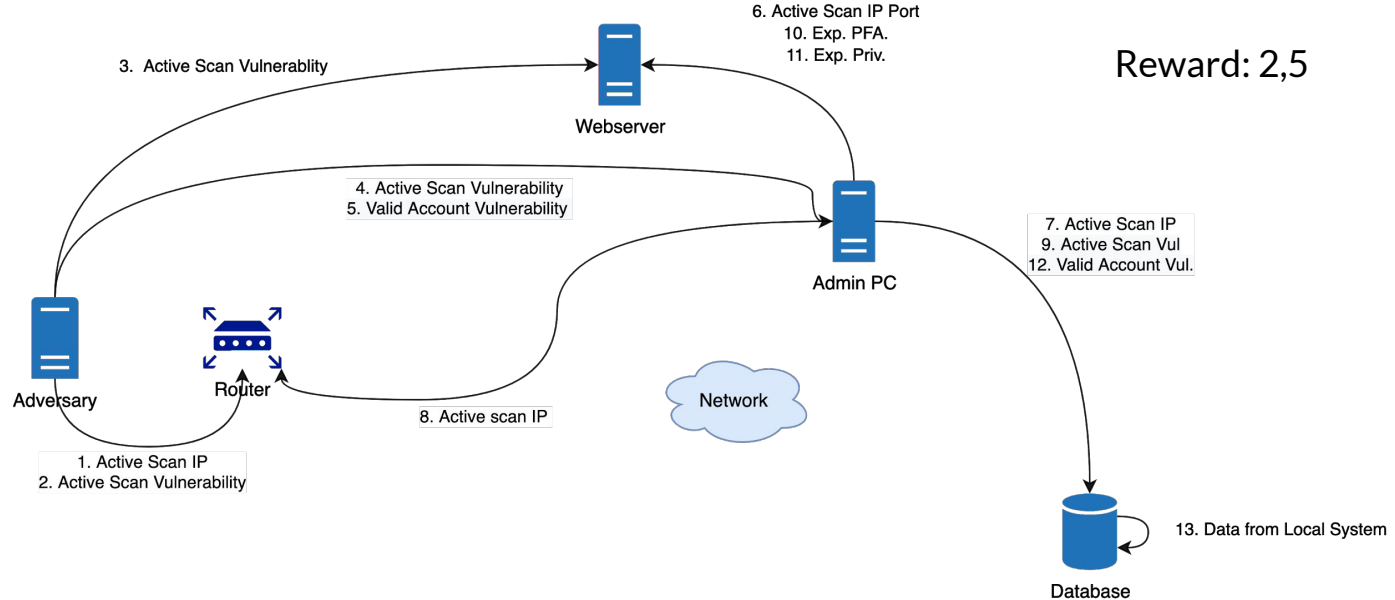 6. Active Scan IP Port
10. Exp. PFA.
11. Exp. Priv.
Reward: 2,5
3. Active Scan Vulnerablity
Webserver
4. Active Scan Vulnerability
5. Valid Account Vulnerability
7. Active Scan IP
9. Active Scan Vul
12. Valid Account Vul.
Admin PC
Router
Adversary
Network
8. Active scan IP
1. Active Scan IP
2. Active Scan Vulnerability
13. Data from Local System
Database